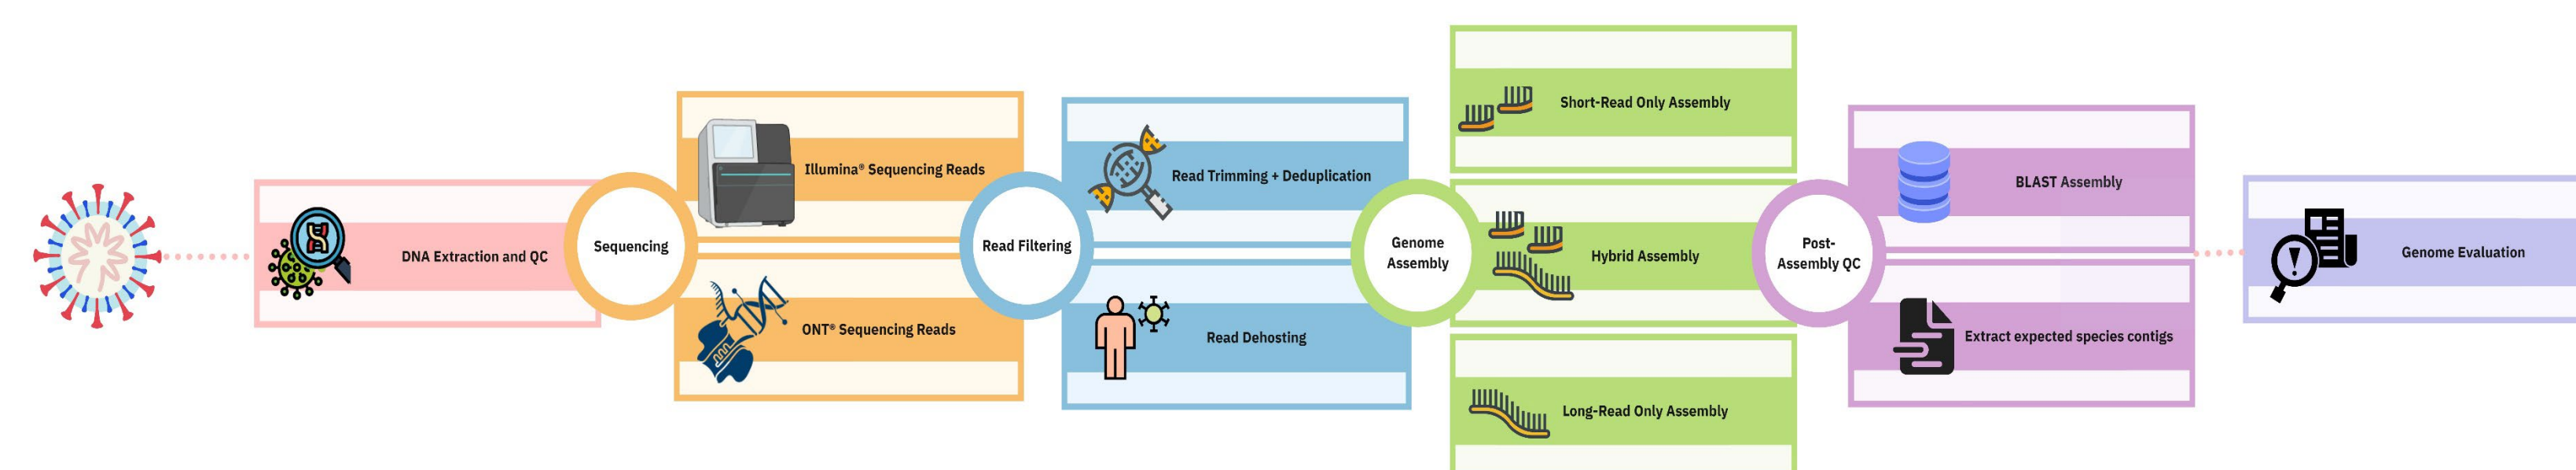 DNA Extraction and QC
Sequencing
Illumina® Sequencing Reads
ONT® Sequencing Reads
Read Filtering
Read Trimming + Deduplication
Read Dehosting
Genome
Assembly
Short-Read Only Assembly
Hybrid Assembly
Long-Read Only Assembly
Post-
Assembly QC
BLAST Assembly
Extract expected species contigs
Genome Evaluation